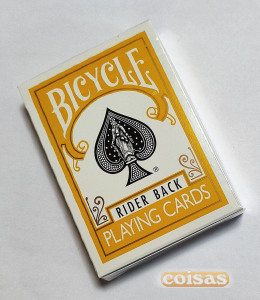 BICYCLE
®
RIDER BACK
PLAYING CARDS
coisas